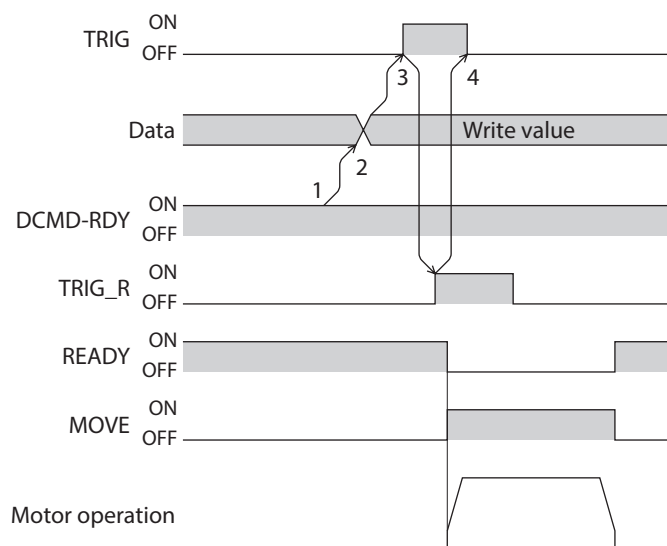 ON
TRIG
OFF
3
4
Data
Write value
2
1
ON
DCMD-RDY
OFF
ON
TRIG_R
OFF
ON
READY
OFF
ON
MOVE
OFF
Motor operation